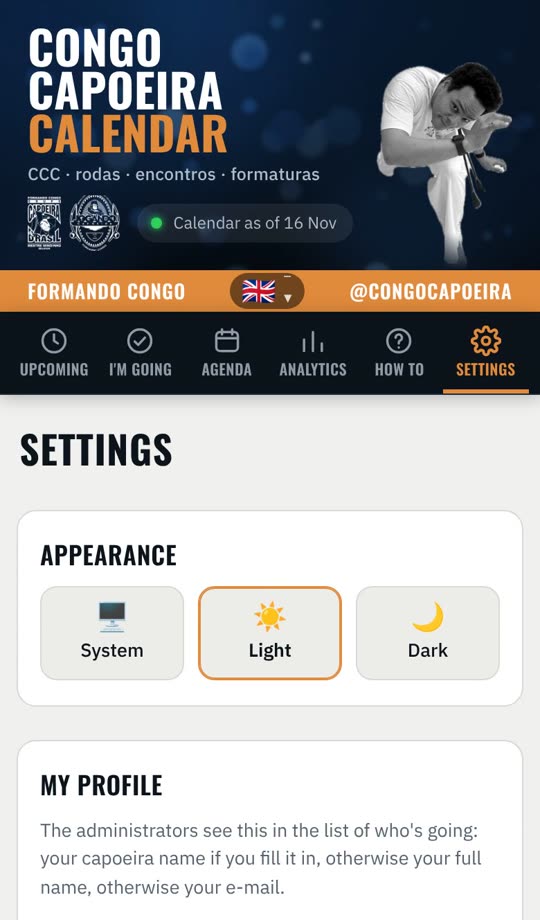 CONGO
CAPOEIRA
CALENDAR
CCC · rodas · encontros · formaturas
CAPOEIRA
BRASIL
Calendar as of 16 Nov
FORMANDO CONGO
@CONGOCAPOEIRA
UPCOMING
I'M GOING
AGENDA
ANALYTICS
HOW TO
SETTINGS
SETTINGS
APPEARANCE
System
Light
Dark
MY PROFILE
The administrators see this in the list of who's going:
your capoeira name if you fill it in, otherwise your full
name, otherwise your e-mail.